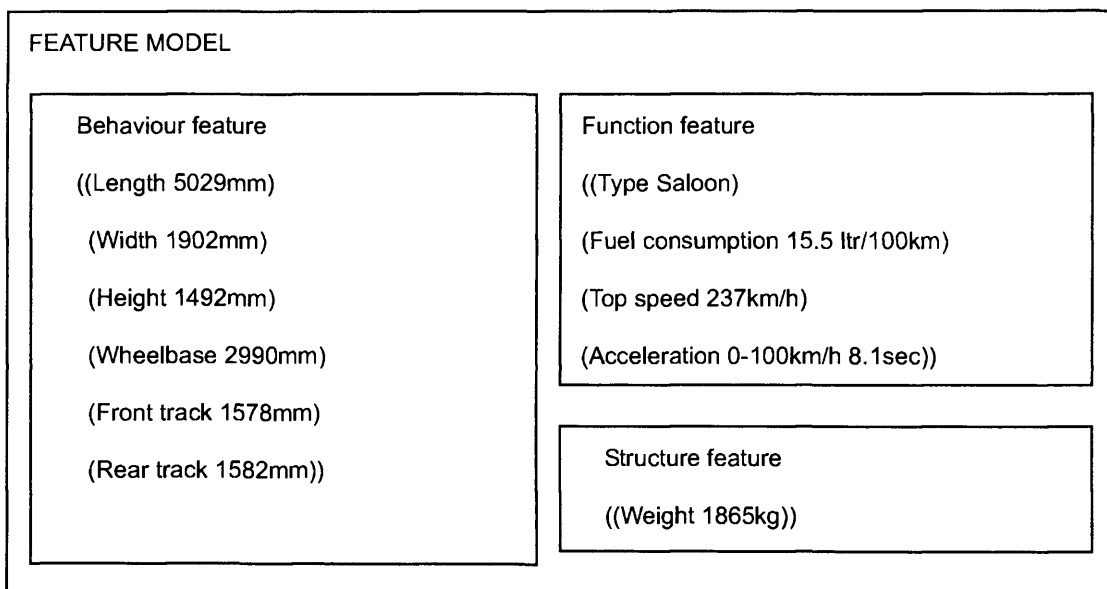 FEATURE MODEL
Behaviour feature
((Length 5029mm)
(Width 1902mm)
(Height 1492mm)
(Wheelbase 2990mm)
(Front track 1578mm)
(Rear track 1582mm))
Function feature
((Type Saloon)
(Fuel consumption 15.5 ltr/100km)
(Top speed 237km/h)
(Acceleration 0-100km/h 8.1sec))
Structure feature
((Weight 1865kg))